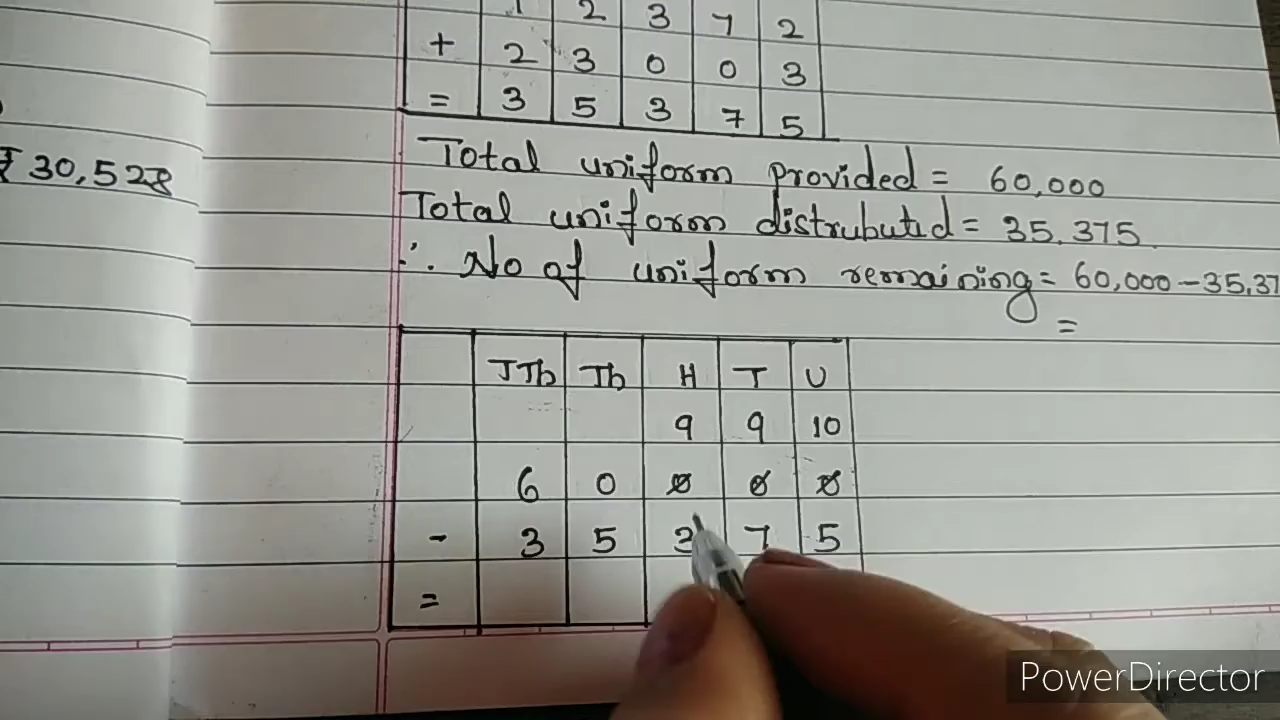 1 2 3 7 2
+ 2 3 0 0 3
= 3 5 3 7 5
₹30,528
Total uniform provided = 60,000
Total uniform distrubuted = 35,375
∴ No of uniform remaining = 60,000 - 35,37
=
TTh Th H T U
9 9 10
6 0 0 0 0
- 3 5 3 7 5
=
PowerDirector